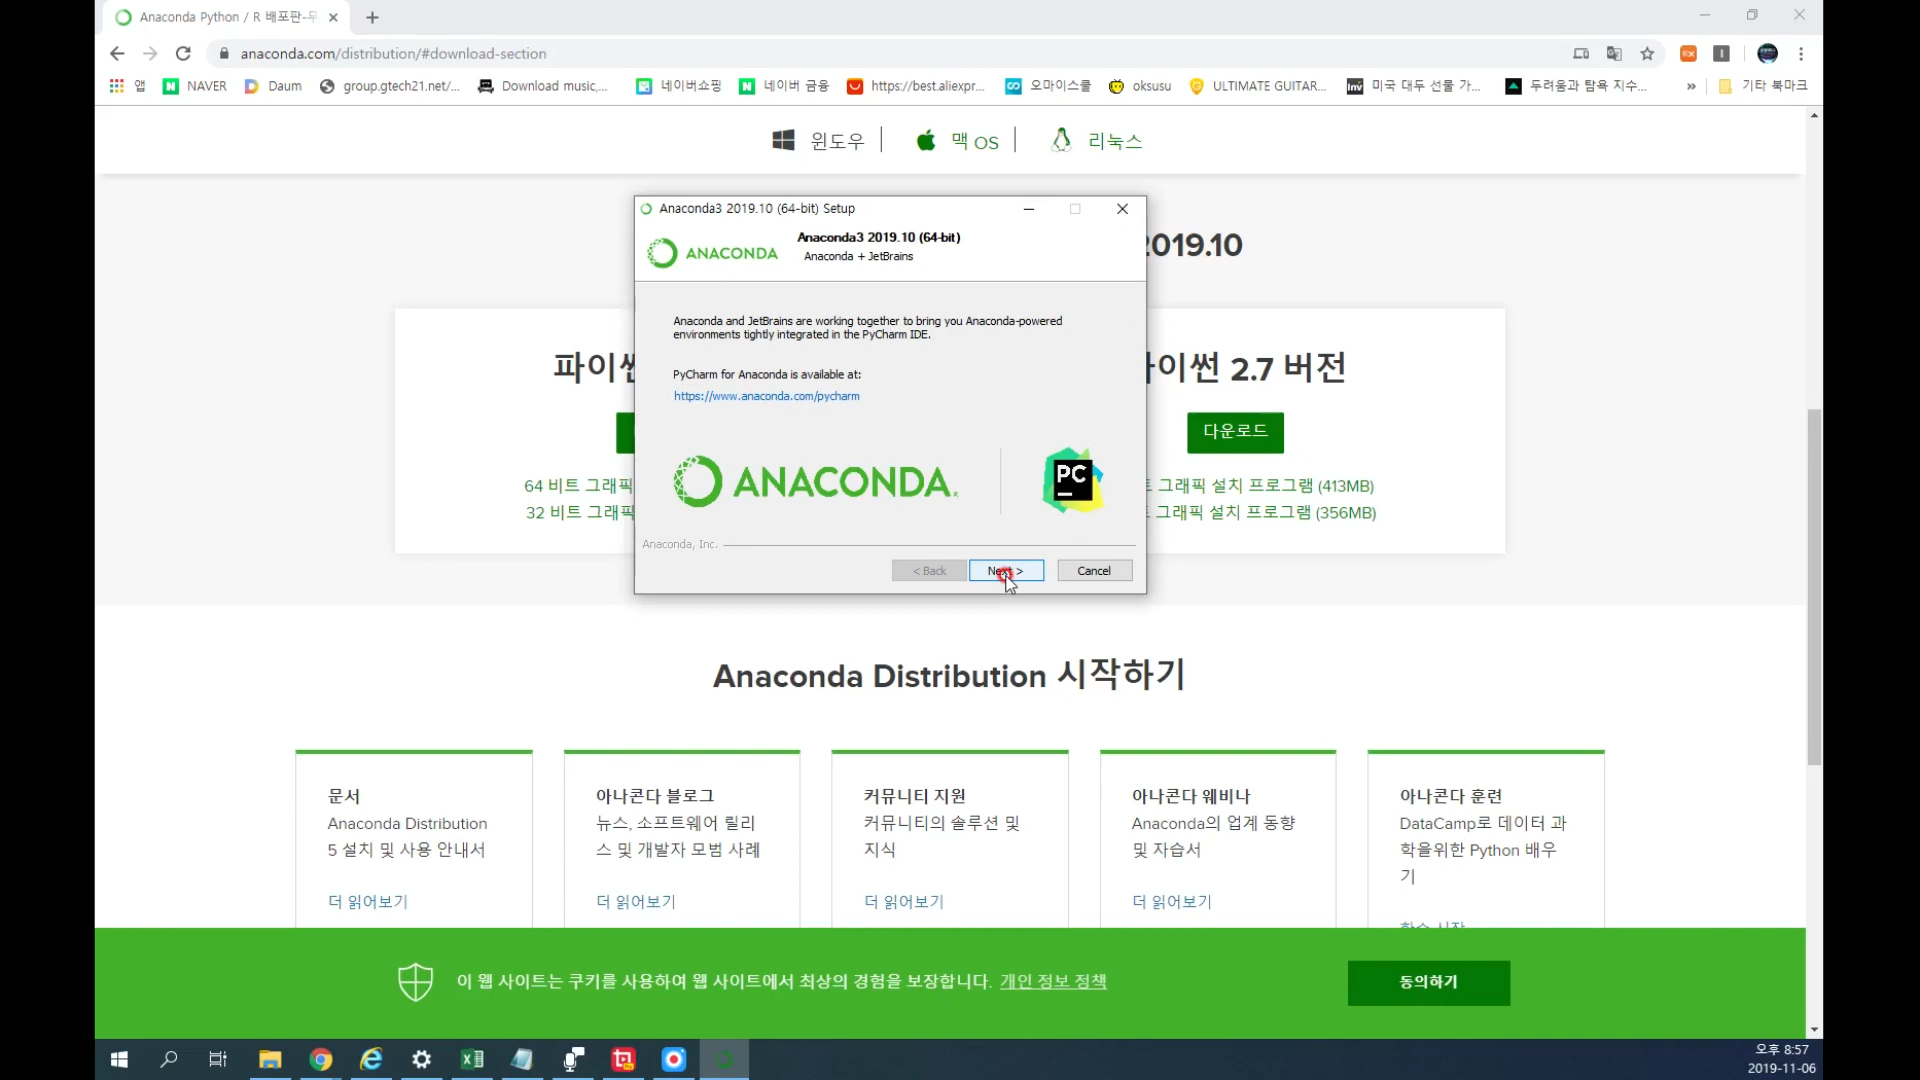 Anaconda Python / R 배포판-무
anaconda.com/distribution/#download-section
앱
NAVER
Daum
group.gtech21.net/...
Download music,...
네이버쇼핑
네이버 금융
https://best.aliexpr...
오마이스쿨
oksusu
ULTIMATE GUITAR...
미국 대두 선물 가...
두려움과 탐욕 지수...
»
기타 북마크
윈도우
맥 OS
리눅스
Anaconda3 2019.10 (64-bit) Setup
ANACONDA
Anaconda3 2019.10 (64-bit)
Anaconda + JetBrains
2019.10
Anaconda and JetBrains are working together to bring you Anaconda-powered
environments tightly integrated in the PyCharm IDE.
PyCharm for Anaconda is available at:
https://www.anaconda.com/pycharm
ANACONDA.
PC
Anaconda, Inc.
< Back
Next >
Cancel
파이썬
이썬 2.7 버전
다운로드
64 비트 그래픽
그래픽 설치 프로그램 (413MB)
32 비트 그래픽
그래픽 설치 프로그램 (356MB)
Anaconda Distribution 시작하기
문서
Anaconda Distribution
5 설치 및 사용 안내서
더 읽어보기
아나콘다 블로그
뉴스, 소프트웨어 릴리
스 및 개발자 모범 사례
더 읽어보기
커뮤니티 지원
커뮤니티의 솔루션 및
지식
더 읽어보기
아나콘다 웨비나
Anaconda의 업계 동향
및 자습서
더 읽어보기
아나콘다 훈련
DataCamp로 데이터 과
학을위한 Python 배우
기
이 웹 사이트는 쿠키를 사용하여 웹 사이트에서 최상의 경험을 보장합니다. 개인 정보 정책
동의하기
오후 8:57
2019-11-06